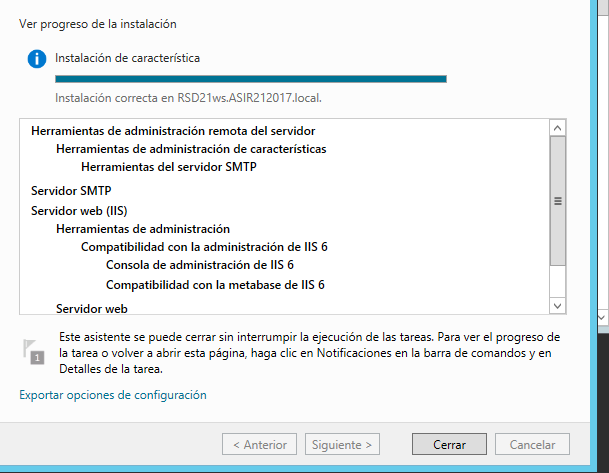 Ver progreso de la instalación
Instalación de característica
Instalación correcta en RSD21ws.ASIR212017.local.
Herramientas de administración remota del servidor
Herramientas de administración de características
Herramientas del servidor SMTP
Servidor SMTP
Servidor web (IIS)
Herramientas de administración
Compatibilidad con la administración de IIS 6
Consola de administración de IIS 6
Compatibilidad con la metabase de IIS 6
Servidor web
1
Este asistente se puede cerrar sin interrumpir la ejecución de las tareas. Para ver el progreso de
la tarea o volver a abrir esta página, haga clic en Notificaciones en la barra de comandos y en
Detalles de la tarea.
Exportar opciones de configuración
< Anterior
Siguiente >
Cerrar
Cancelar